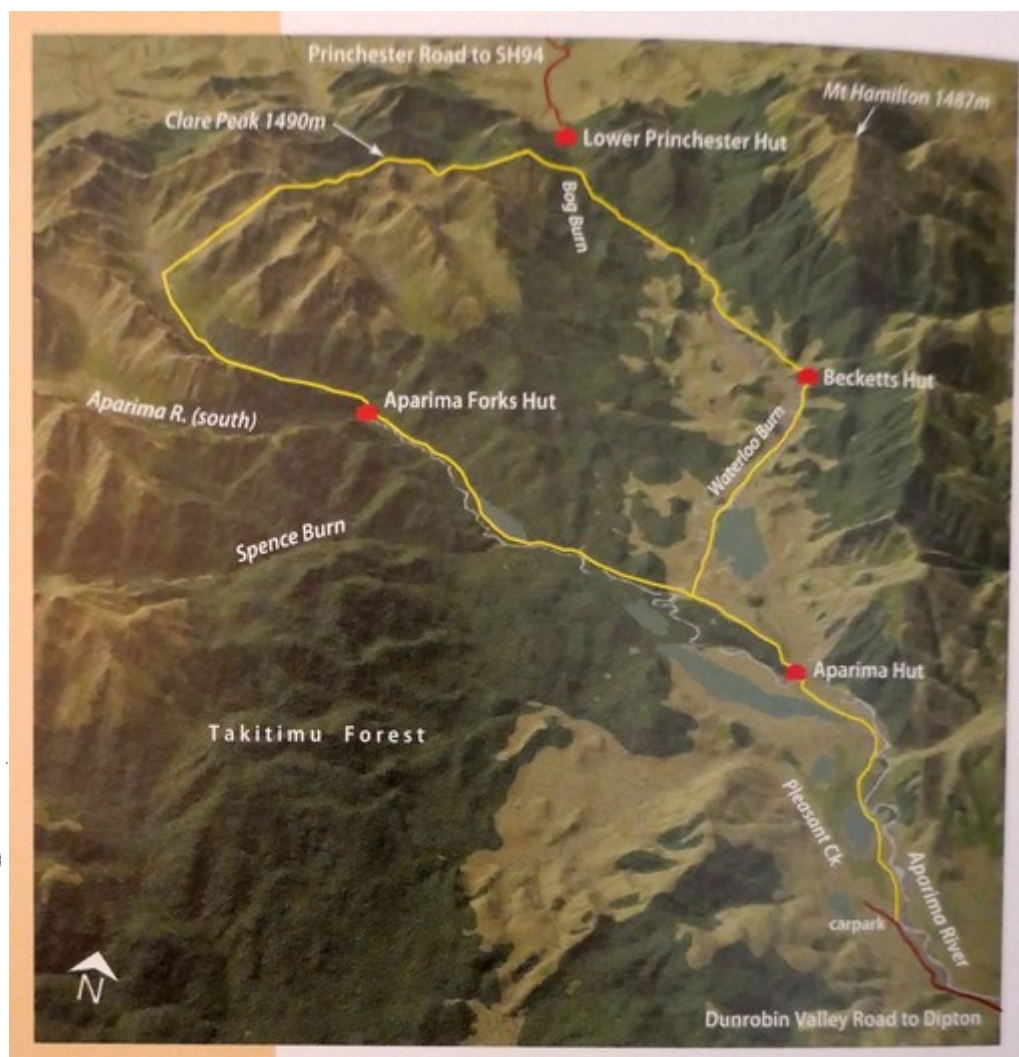 Princhester Road to SH94
Mt Hamilton 1487m
Clare Peak 1490m
Lower Princhester Hut
Bog Burn
Becketts Hut
Aparima Forks Hut
Aparima R. (south)
Waterloo Burn
Spence Burn
Aparima Hut
Takitimu Forest
Pleasant Ck
Aparima River
carpark
N
Dunrobin Valley Road to Dipton